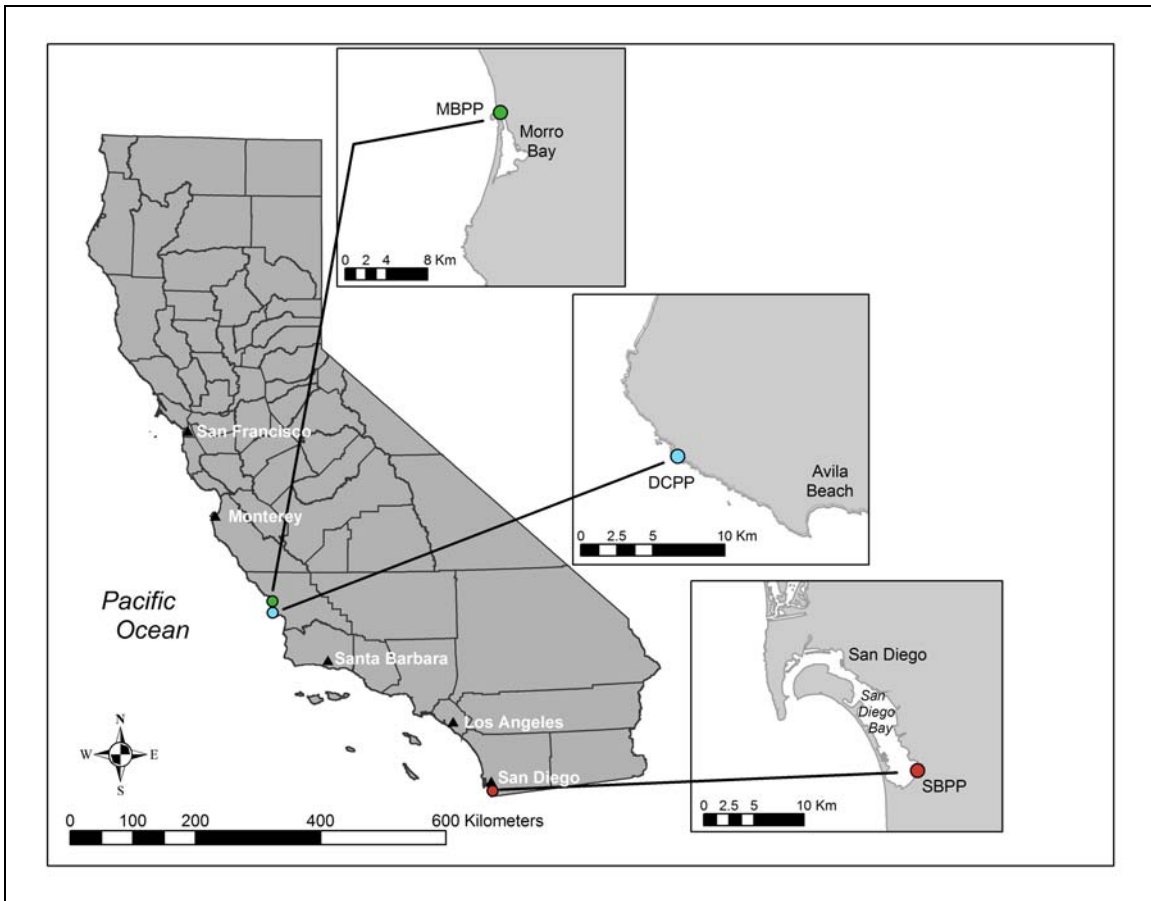 MBPP
Morro
Bay
0 2 4 8 Km
San Francisco
Monterey
DCPP
Avila
Beach
0 2.5 5 10 Km
Pacific
Ocean
Santa Barbara
Los Angeles
San Diego
San Diego
San
Diego
Bay
SBPP
0 2.5 5 10 Km
N
W E
S
0 100 200 400 600 Kilometers